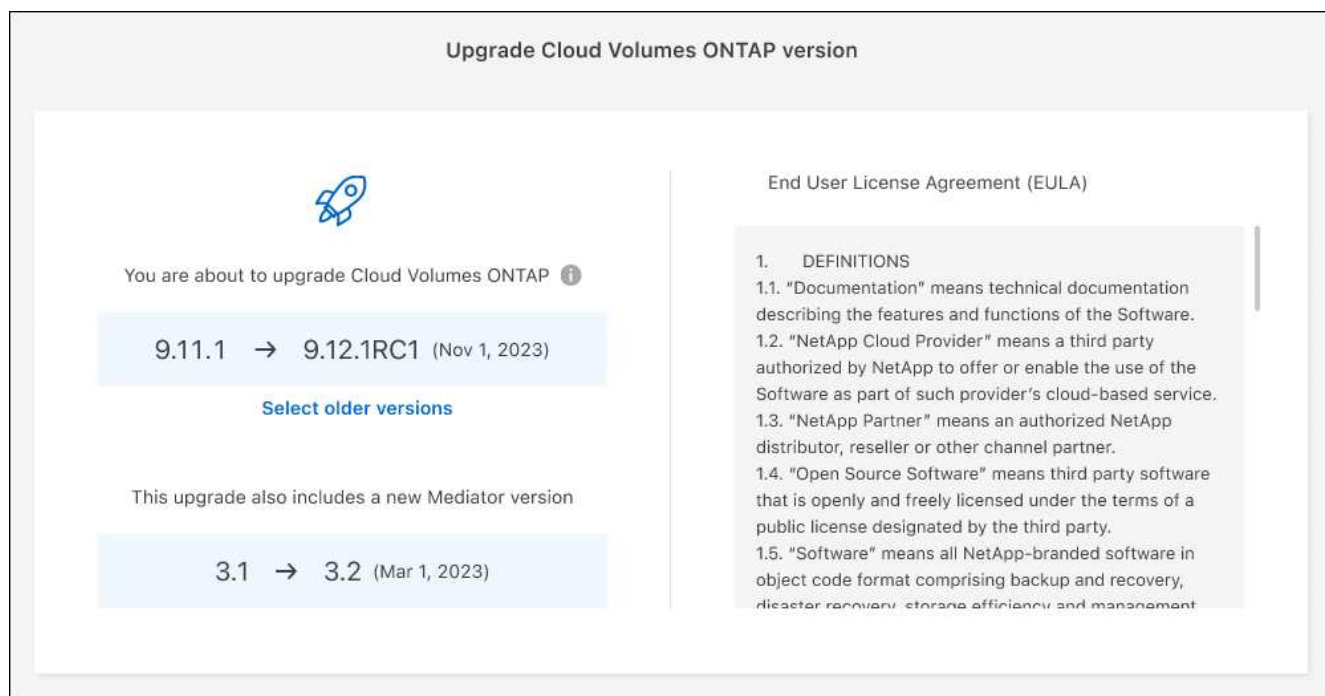 Upgrade Cloud Volumes ONTAP version
You are about to upgrade Cloud Volumes ONTAP
9.11.1 → 9.12.1RC1 (Nov 1, 2023)
Select older versions
This upgrade also includes a new Mediator version
3.1 → 3.2 (Mar 1, 2023)
End User License Agreement (EULA)
1. DEFINITIONS
1.1. “Documentation” means technical documentation
describing the features and functions of the Software.
1.2. “NetApp Cloud Provider” means a third party
authorized by NetApp to offer or enable the use of the
Software as part of such provider’s cloud-based service.
1.3. “NetApp Partner” means an authorized NetApp
distributor, reseller or other channel partner.
1.4. “Open Source Software” means third party software
that is openly and freely licensed under the terms of a
public license designated by the third party.
1.5. “Software” means all NetApp-branded software in
object code format comprising backup and recovery,
disaster recovery, storage efficiency and management